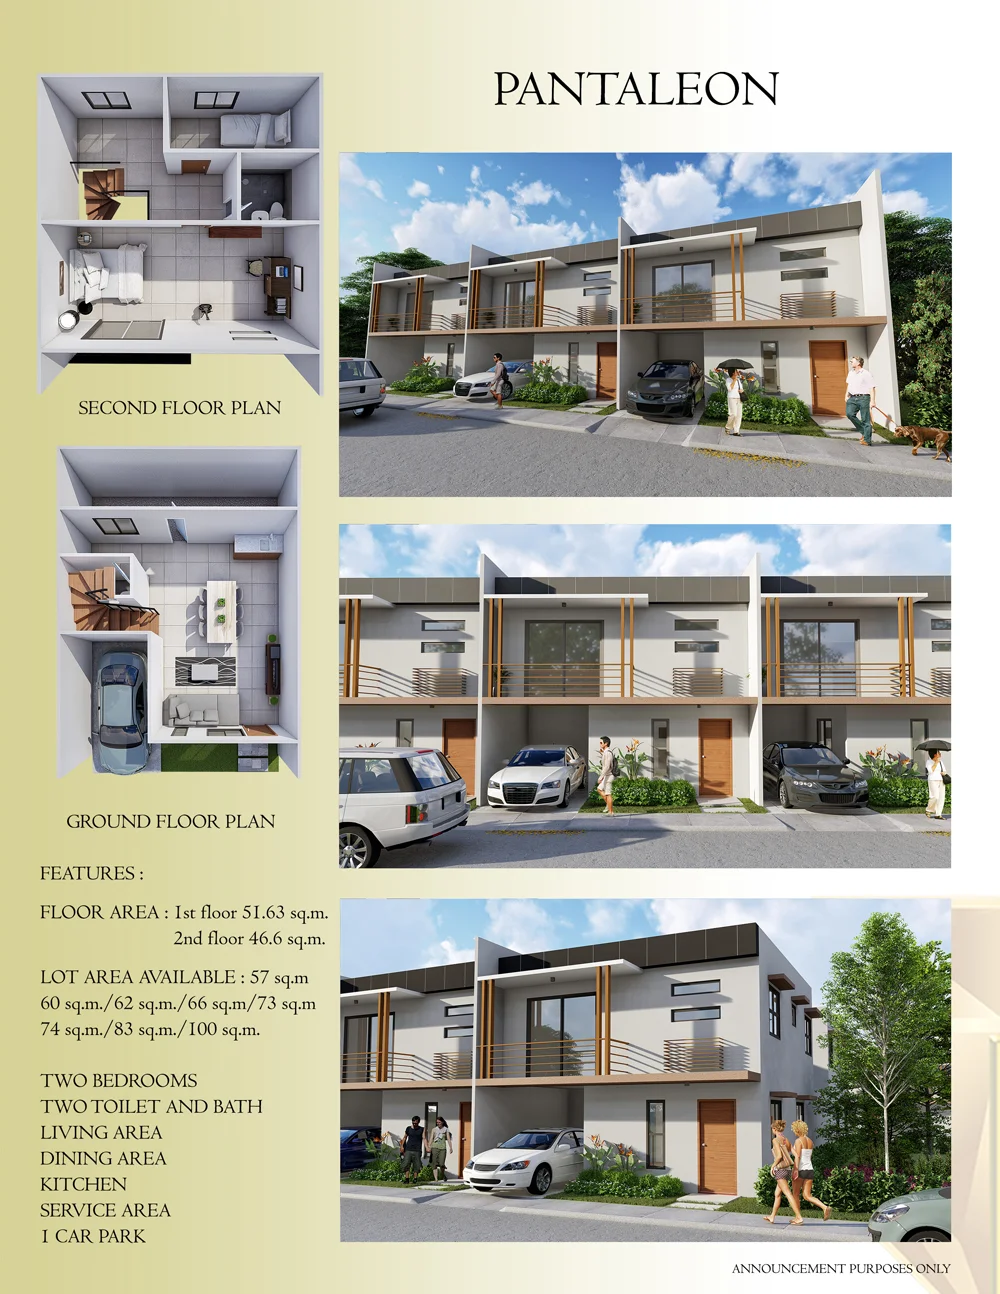 PANTALEON
SECOND FLOOR PLAN
GROUND FLOOR PLAN
FEATURES :
FLOOR AREA : 1st floor 51.63 sq.m.
2nd floor 46.6 sq.m.
LOT AREA AVAILABLE : 57 sq.m
60 sq.m./62 sq.m./66 sq.m/73 sq.m
74 sq.m./83 sq.m./100 sq.m.
TWO BEDROOMS
TWO TOILET AND BATH
LIVING AREA
DINING AREA
KITCHEN
SERVICE AREA
1 CAR PARK
ANNOUNCEMENT PURPOSES ONLY